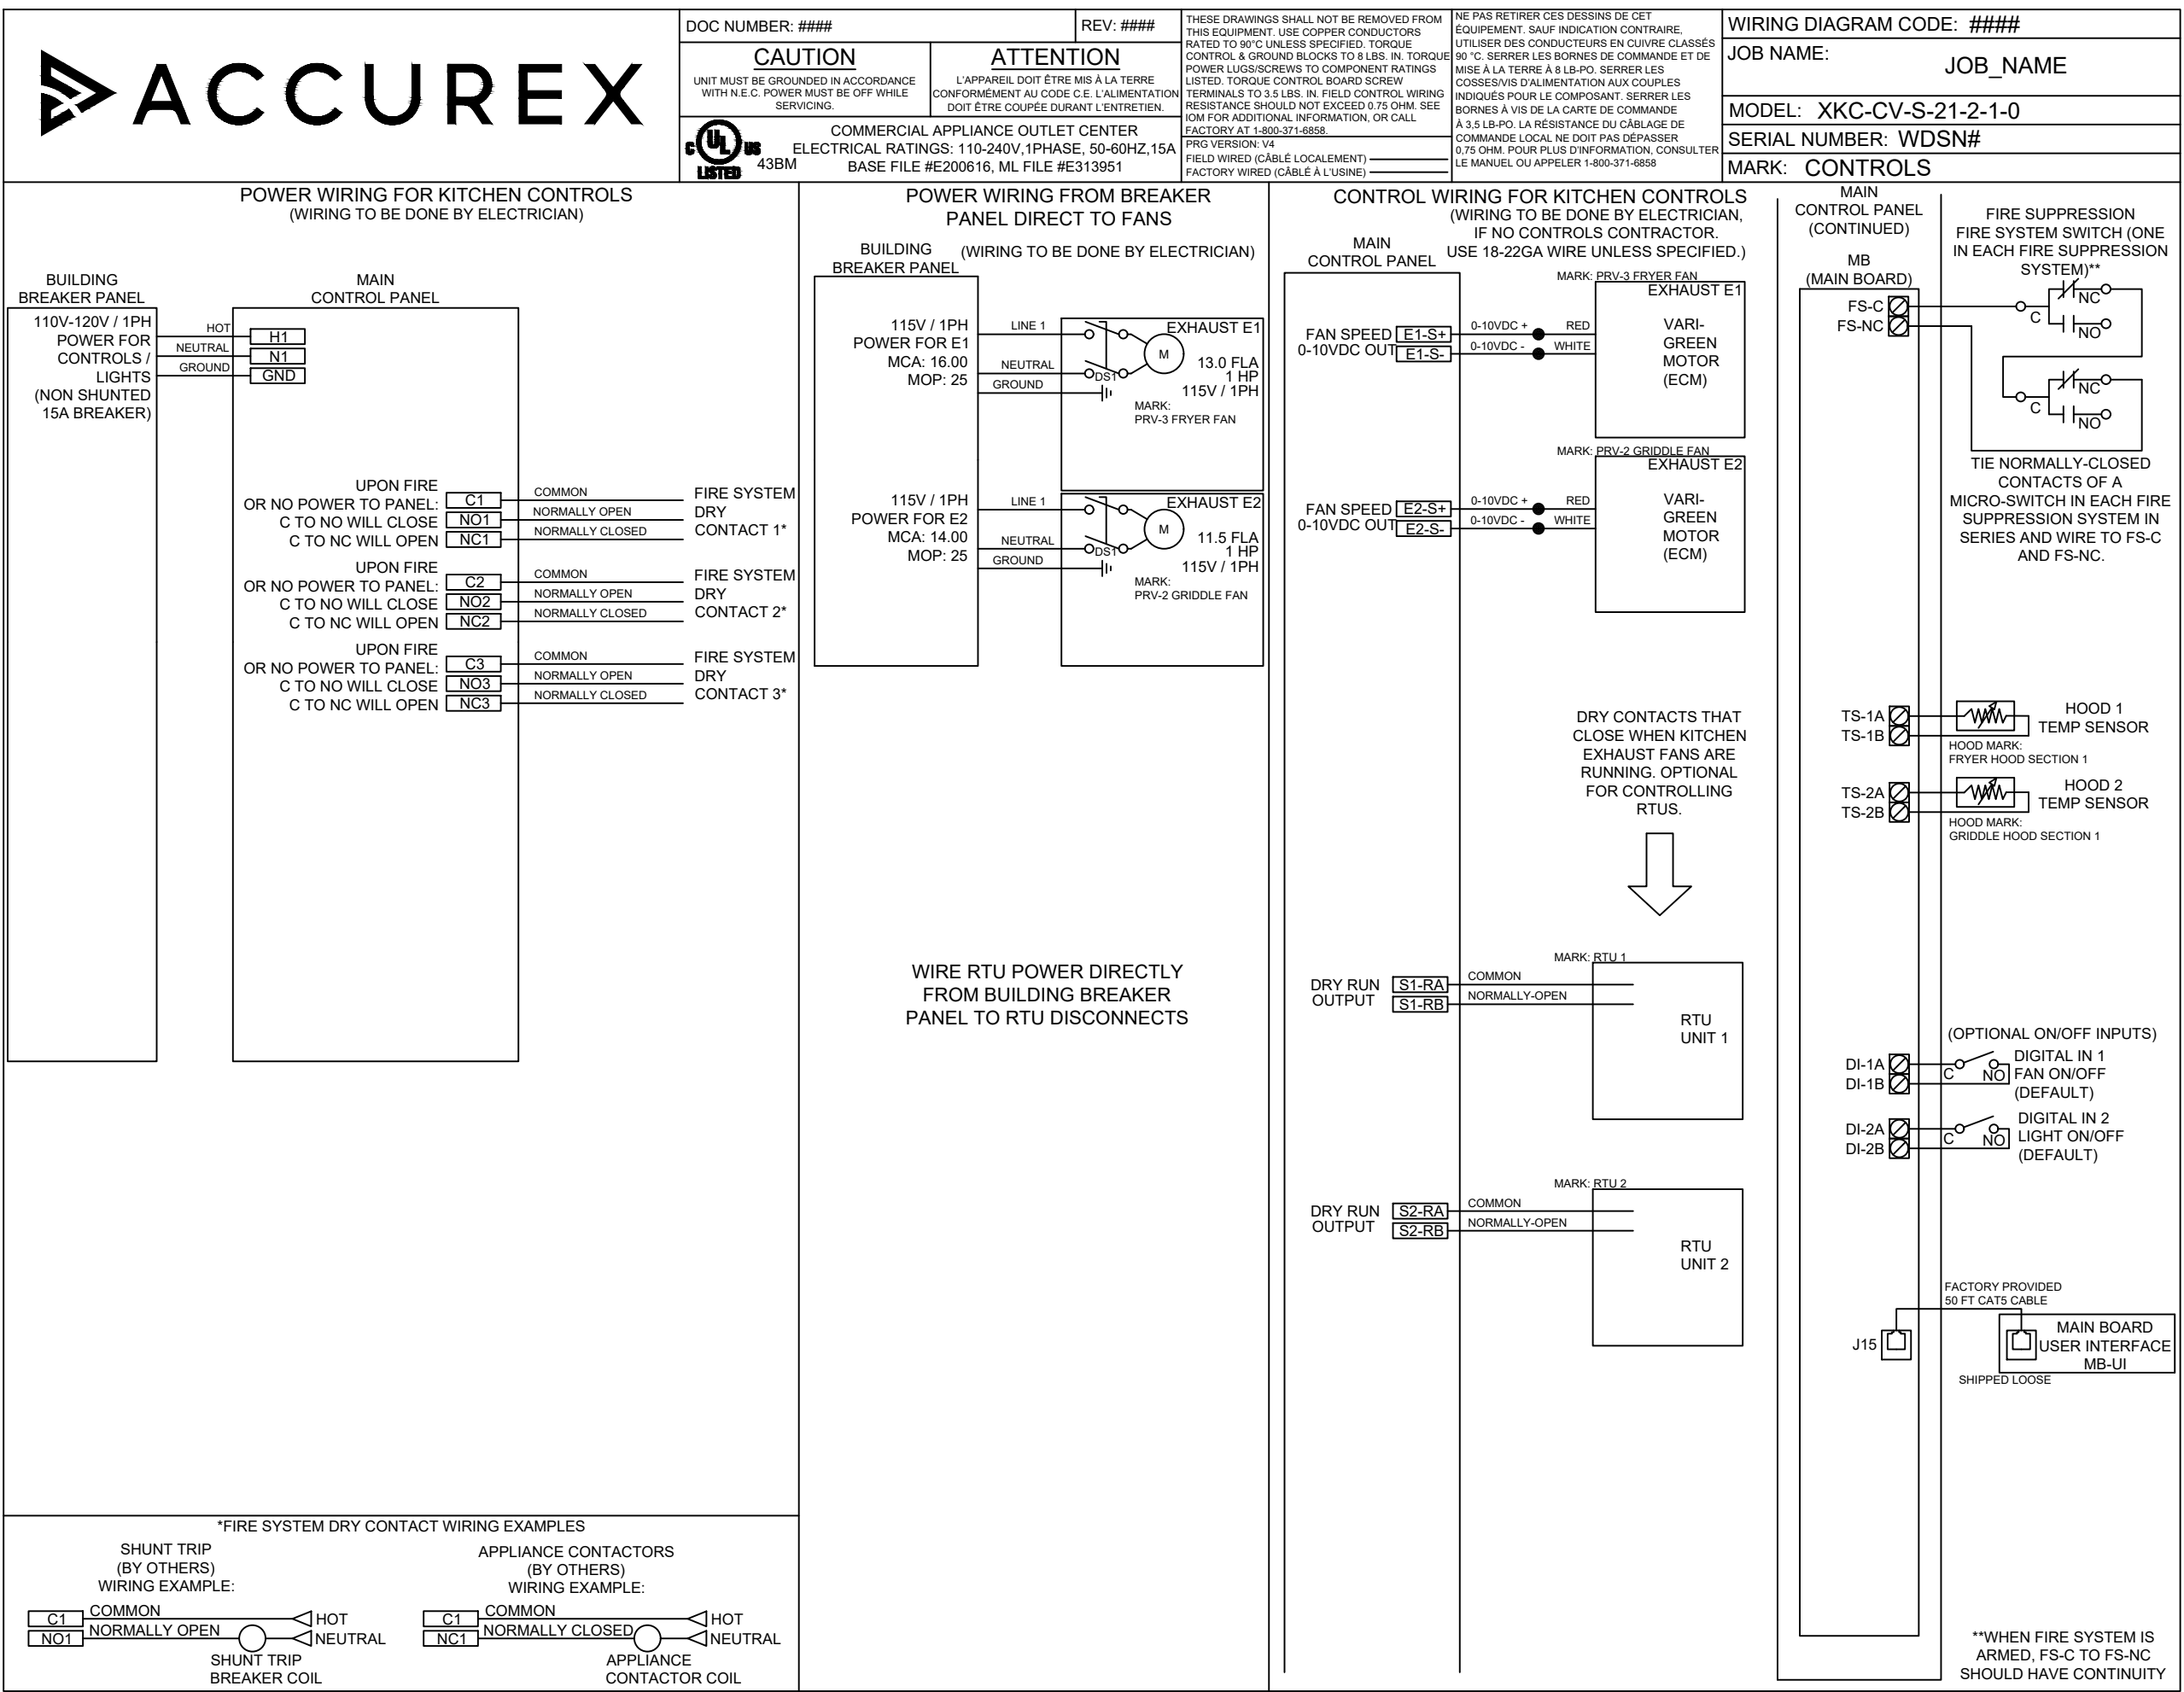 ACCUREX
DOC NUMBER: ####
REV: ####
CAUTION
UNIT MUST BE GROUNDED IN ACCORDANCE
WITH N.E.C. POWER MUST BE OFF WHILE
SERVICING.
ATTENTION
L'APPAREIL DOIT ÊTRE MIS À LA TERRE
CONFORMÉMENT AU CODE C.E. L'ALIMENTATION
DOIT ÊTRE COUPÉE DURANT L'ENTRETIEN.
C UL US
LISTED
43BM
COMMERCIAL APPLIANCE OUTLET CENTER
ELECTRICAL RATINGS: 110-240V,1PHASE, 50-60HZ,15A
BASE FILE #E200616, ML FILE #E313951
THESE DRAWINGS SHALL NOT BE REMOVED FROM
THIS EQUIPMENT. USE COPPER CONDUCTORS
RATED TO 90°C UNLESS SPECIFIED. TORQUE
CONTROL & GROUND BLOCKS TO 8 LBS. IN. TORQUE
POWER LUGS/SCREWS TO COMPONENT RATINGS
LISTED. TORQUE CONTROL BOARD SCREW
TERMINALS TO 3.5 LBS. IN. FIELD CONTROL WIRING
RESISTANCE SHOULD NOT EXCEED 0.75 OHM. SEE
IOM FOR ADDITIONAL INFORMATION, OR CALL
FACTORY AT 1-800-371-6858.
PRG VERSION: V4
FIELD WIRED (CÂBLÉ LOCALEMENT)
FACTORY WIRED (CÂBLÉ À L'USINE)
NE PAS RETIRER CES DESSINS DE CET
ÉQUIPEMENT. SAUF INDICATION CONTRAIRE,
UTILISER DES CONDUCTEURS EN CUIVRE CLASSÉS
90 °C. SERRER LES BORNES DE COMMANDE ET DE
MISE À LA TERRE À 8 LB-PO. SERRER LES
COSSES/VIS D'ALIMENTATION AUX COUPLES
INDIQUÉS POUR LE COMPOSANT. SERRER LES
BORNES À VIS DE LA CARTE DE COMMANDE
À 3,5 LB-PO. LA RÉSISTANCE DU CÂBLAGE DE
COMMANDE LOCAL NE DOIT PAS DÉPASSER
0,75 OHM. POUR PLUS D'INFORMATION, CONSULTER
LE MANUEL OU APPELER 1-800-371-6858
WIRING DIAGRAM CODE: ####
JOB NAME: JOB_NAME
MODEL: XKC-CV-S-21-2-1-0
SERIAL NUMBER: WDSN#
MARK: CONTROLS
POWER WIRING FOR KITCHEN CONTROLS
(WIRING TO BE DONE BY ELECTRICIAN)
BUILDING
BREAKER PANEL
MAIN
CONTROL PANEL
110V-120V / 1PH
POWER FOR
CONTROLS /
LIGHTS
(NON SHUNTED
15A BREAKER)
HOT
H1
NEUTRAL
N1
GROUND
GND
UPON FIRE
OR NO POWER TO PANEL:
C TO NO WILL CLOSE
C TO NC WILL OPEN
C1
NO1
NC1
COMMON
NORMALLY OPEN
NORMALLY CLOSED
FIRE SYSTEM
DRY
CONTACT 1*
UPON FIRE
OR NO POWER TO PANEL:
C TO NO WILL CLOSE
C TO NC WILL OPEN
C2
NO2
NC2
COMMON
NORMALLY OPEN
NORMALLY CLOSED
FIRE SYSTEM
DRY
CONTACT 2*
UPON FIRE
OR NO POWER TO PANEL:
C TO NO WILL CLOSE
C TO NC WILL OPEN
C3
NO3
NC3
COMMON
NORMALLY OPEN
NORMALLY CLOSED
FIRE SYSTEM
DRY
CONTACT 3*
*FIRE SYSTEM DRY CONTACT WIRING EXAMPLES
SHUNT TRIP
(BY OTHERS)
WIRING EXAMPLE:
C1
COMMON
HOT
NO1
NORMALLY OPEN
NEUTRAL
SHUNT TRIP
BREAKER COIL
APPLIANCE CONTACTORS
(BY OTHERS)
WIRING EXAMPLE:
C1
COMMON
HOT
NC1
NORMALLY CLOSED
NEUTRAL
APPLIANCE
CONTACTOR COIL
POWER WIRING FROM BREAKER
PANEL DIRECT TO FANS
(WIRING TO BE DONE BY ELECTRICIAN)
BUILDING
BREAKER PANEL
115V / 1PH
POWER FOR E1
MCA: 16.00
MOP: 25
LINE 1
NEUTRAL
GROUND
DS1
M
EXHAUST E1
13.0 FLA
1 HP
115V / 1PH
MARK:
PRV-3 FRYER FAN
115V / 1PH
POWER FOR E2
MCA: 14.00
MOP: 25
LINE 1
NEUTRAL
GROUND
DS1
M
EXHAUST E2
11.5 FLA
1 HP
115V / 1PH
MARK:
PRV-2 GRIDDLE FAN
WIRE RTU POWER DIRECTLY
FROM BUILDING BREAKER
PANEL TO RTU DISCONNECTS
CONTROL WIRING FOR KITCHEN CONTROLS
(WIRING TO BE DONE BY ELECTRICIAN,
IF NO CONTROLS CONTRACTOR.
USE 18-22GA WIRE UNLESS SPECIFIED.)
MAIN
CONTROL PANEL
MARK: PRV-3 FRYER FAN
EXHAUST E1
FAN SPEED
0-10VDC OUT
E1-S+
E1-S-
0-10VDC +
0-10VDC -
RED
WHITE
VARI-
GREEN
MOTOR
(ECM)
MARK: PRV-2 GRIDDLE FAN
EXHAUST E2
FAN SPEED
0-10VDC OUT
E2-S+
E2-S-
0-10VDC +
0-10VDC -
RED
WHITE
VARI-
GREEN
MOTOR
(ECM)
DRY CONTACTS THAT
CLOSE WHEN KITCHEN
EXHAUST FANS ARE
RUNNING. OPTIONAL
FOR CONTROLLING
RTUS.
MARK: RTU 1
DRY RUN
OUTPUT
S1-RA
S1-RB
COMMON
NORMALLY-OPEN
RTU
UNIT 1
MARK: RTU 2
DRY RUN
OUTPUT
S2-RA
S2-RB
COMMON
NORMALLY-OPEN
RTU
UNIT 2
MAIN
CONTROL PANEL
(CONTINUED)
MB
(MAIN BOARD)
FIRE SUPPRESSION
FIRE SYSTEM SWITCH (ONE
IN EACH FIRE SUPPRESSION
SYSTEM)**
FS-C
FS-NC
C
NC
NO
C
NC
NO
TIE NORMALLY-CLOSED
CONTACTS OF A
MICRO-SWITCH IN EACH FIRE
SUPPRESSION SYSTEM IN
SERIES AND WIRE TO FS-C
AND FS-NC.
TS-1A
TS-1B
HOOD 1
TEMP SENSOR
HOOD MARK:
FRYER HOOD SECTION 1
TS-2A
TS-2B
HOOD 2
TEMP SENSOR
HOOD MARK:
GRIDDLE HOOD SECTION 1
(OPTIONAL ON/OFF INPUTS)
DI-1A
DI-1B
C
NO
DIGITAL IN 1
FAN ON/OFF
(DEFAULT)
DI-2A
DI-2B
C
NO
DIGITAL IN 2
LIGHT ON/OFF
(DEFAULT)
FACTORY PROVIDED
50 FT CAT5 CABLE
J15
MAIN BOARD
USER INTERFACE
MB-UI
SHIPPED LOOSE
**WHEN FIRE SYSTEM IS
ARMED, FS-C TO FS-NC
SHOULD HAVE CONTINUITY